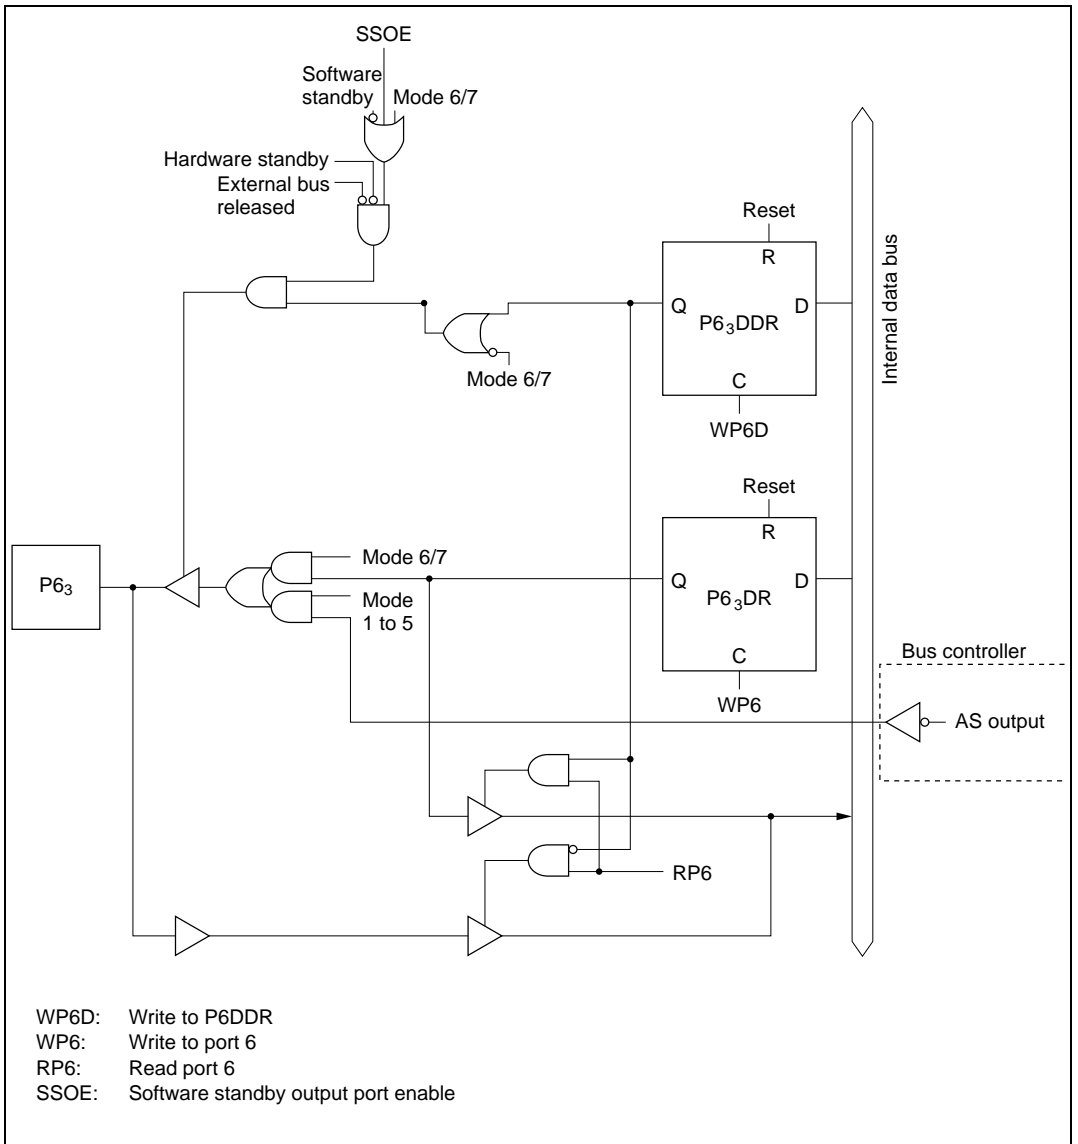 SSOE
Software
standby
Mode 6/7
Hardware standby
External bus
released
Reset
R
Q
P6₃DDR
D
C
WP6D
Mode 6/7
Internal data bus
Reset
R
Q
P6₃DR
D
C
WP6
P6₃
Mode 6/7
Mode
1 to 5
Bus controller
AS output
RP6
WP6D: Write to P6DDR
WP6: Write to port 6
RP6: Read port 6
SSOE: Software standby output port enable